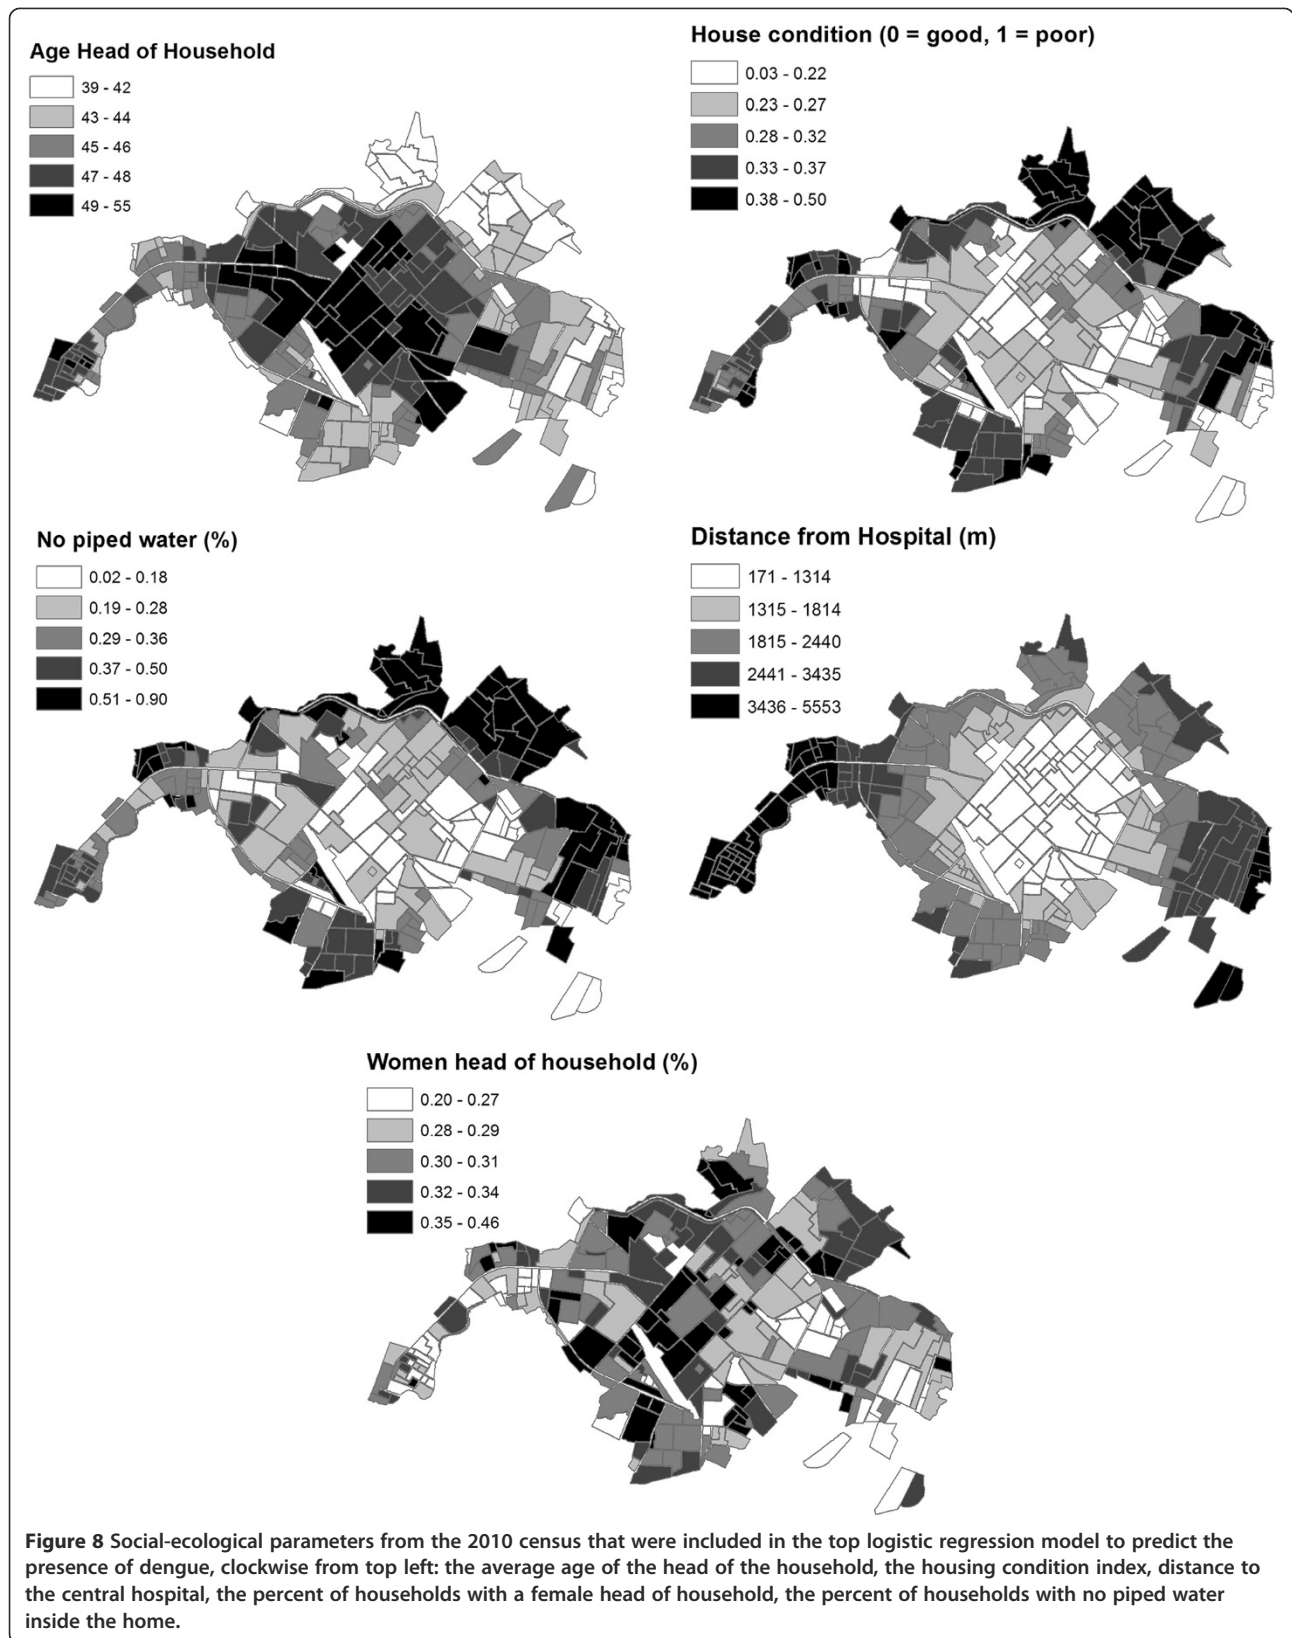 Age Head of Household
39 - 42
43 - 44
45 - 46
47 - 48
49 - 55
House condition (0 = good, 1 = poor)
0.03 - 0.22
0.23 - 0.27
0.28 - 0.32
0.33 - 0.37
0.38 - 0.50
No piped water (%)
0.02 - 0.18
0.19 - 0.28
0.29 - 0.36
0.37 - 0.50
0.51 - 0.90
Distance from Hospital (m)
171 - 1314
1315 - 1814
1815 - 2440
2441 - 3435
3436 - 5553
Women head of household (%)
0.20 - 0.27
0.28 - 0.29
0.30 - 0.31
0.32 - 0.34
0.35 - 0.46
Figure 8 Social-ecological parameters from the 2010 census that were included in the top logistic regression model to predict the
presence of dengue, clockwise from top left: the average age of the head of the household, the housing condition index, distance to
the central hospital, the percent of households with a female head of household, the percent of households with no piped water
inside the home.